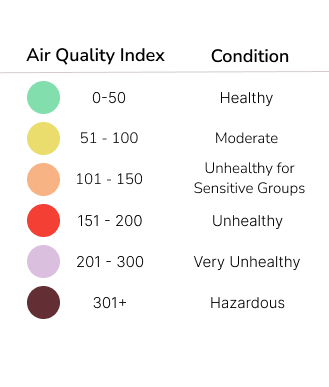 Air Quality Index Condition
0-50 Healthy
51 - 100 Moderate
101 - 150 Unhealthy for
Sensitive Groups
151 - 200 Unhealthy
201 - 300 Very Unhealthy
301+ Hazardous